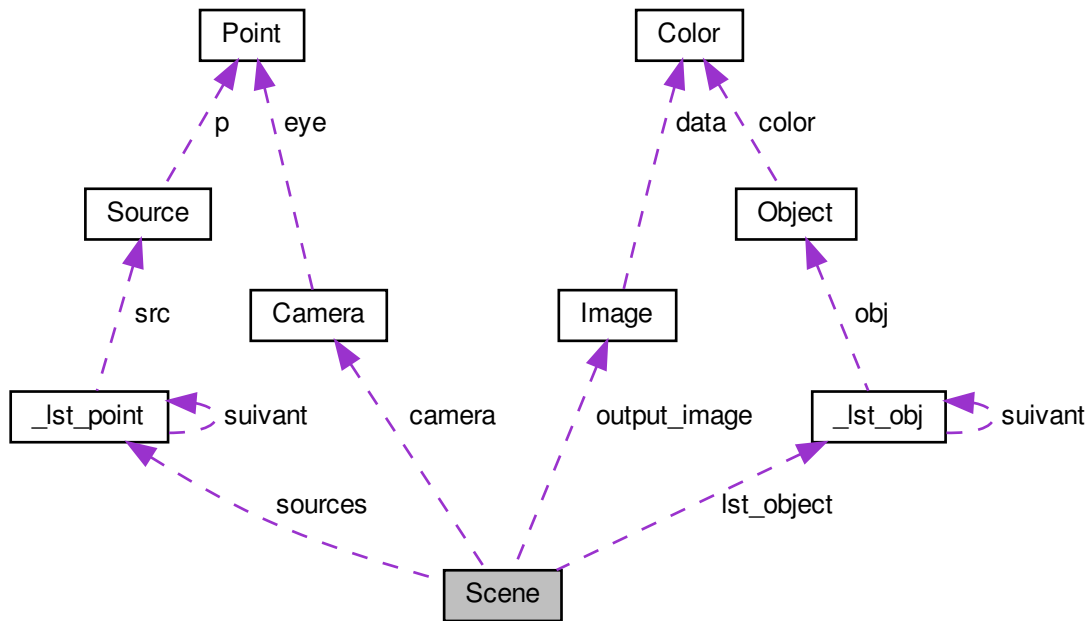 Point
Color
p
eye
data
color
Source
Object
src
Camera
Image
obj
_lst_point
suivant
camera
output_image
_lst_obj
suivant
sources
lst_object
Scene